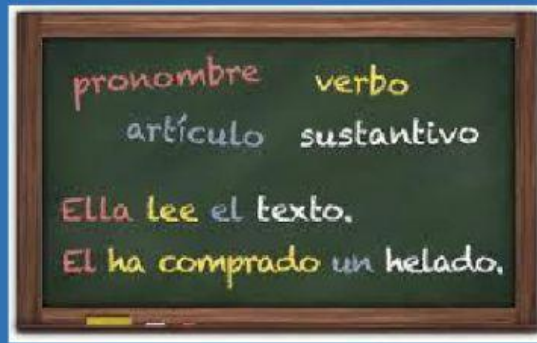 pronombre verbo
artículo sustantivo
Ella lee el texto.
El ha comprado un helado.